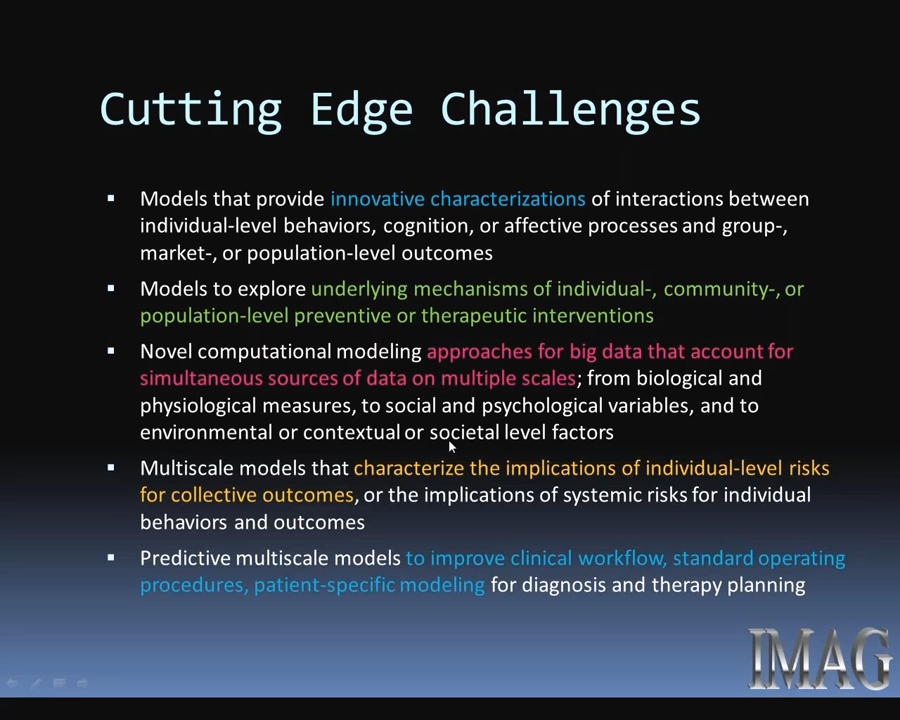 Cutting Edge Challenges
▪ Models that provide innovative characterizations of interactions between
individual-level behaviors, cognition, or affective processes and group-,
market-, or population-level outcomes
▪ Models to explore underlying mechanisms of individual-, community-, or
population-level preventive or therapeutic interventions
▪ Novel computational modeling approaches for big data that account for
simultaneous sources of data on multiple scales; from biological and
physiological measures, to social and psychological variables, and to
environmental or contextual or societal level factors
▪ Multiscale models that characterize the implications of individual-level risks
for collective outcomes, or the implications of systemic risks for individual
behaviors and outcomes
▪ Predictive multiscale models to improve clinical workflow, standard operating
procedures, patient-specific modeling for diagnosis and therapy planning
IMAG